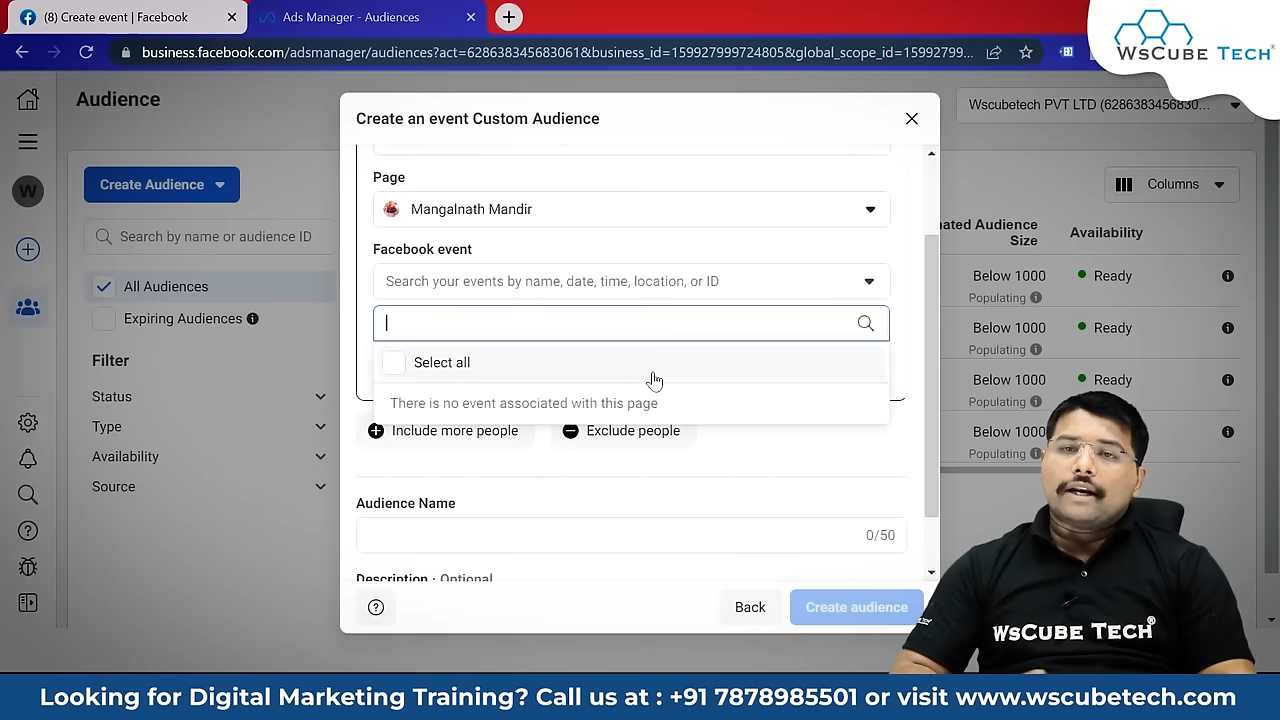 (8) Create event | Facebook
Ads Manager - Audiences
business.facebook.com/adsmanager/audiences?act=628638345683061&business_id=159927999724805&global_scope_id=15992799...
WsCube Tech
Audience
Wscubetech PVT LTD (6286383456830...
Create an event Custom Audience
Create Audience
Columns
Page
Mangalnath Mandir
W
Search by name or audience ID
ated Audience Size
Availability
Facebook event
Search your events by name, date, time, location, or ID
All Audiences
Below 1000
Ready
Populating
Expiring Audiences
Below 1000
Ready
Populating
Filter
Select all
Status
There is no event associated with this page
Below 1000
Ready
Populating
Type
Include more people
Exclude people
Below 1000
Populating
Availability
Source
Audience Name
0/50
Description · Optional
Back
Create audience
WsCube Tech®
Looking for Digital Marketing Training? Call us at : +91 7878985501 or visit www.wscubetech.com